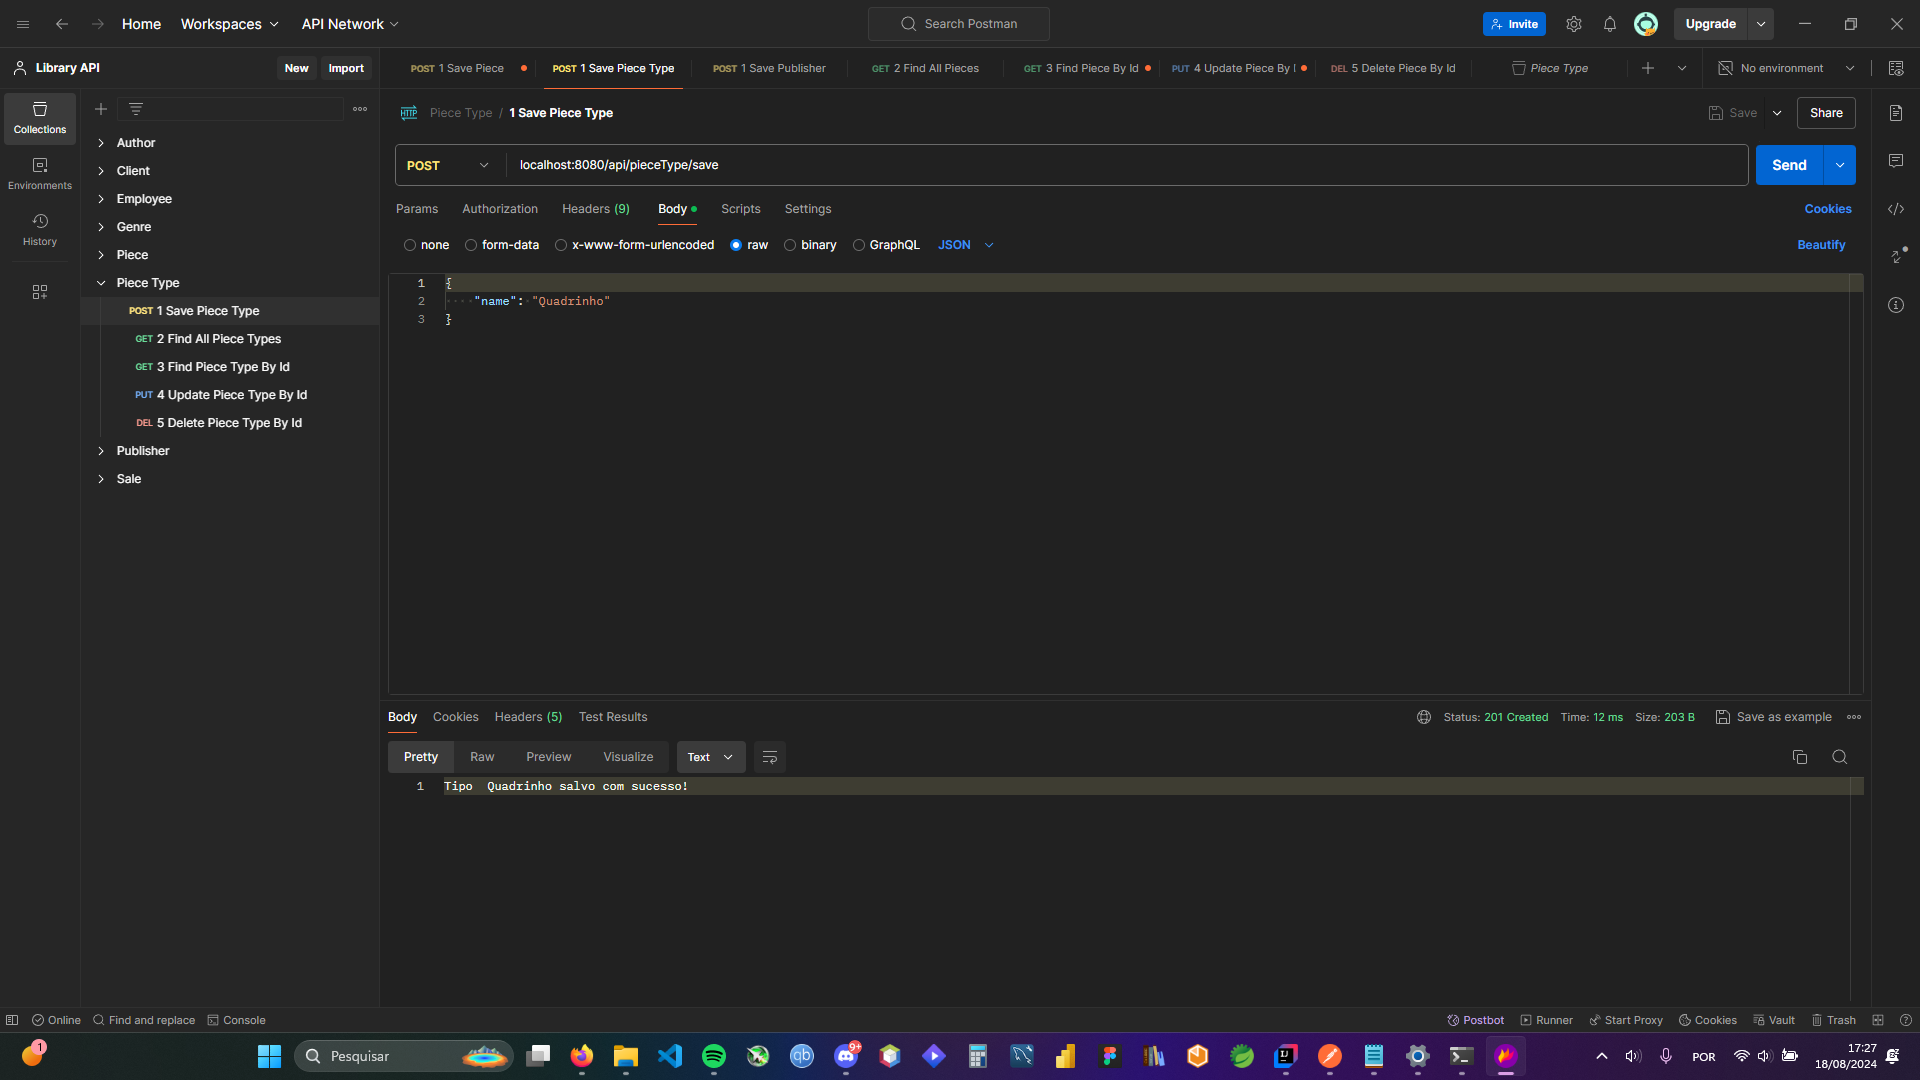 Home
Workspaces
API Network
Search Postman
Invite
Upgrade
Library API
New
Import
POST 1 Save Piece
POST 1 Save Piece Type
POST 1 Save Publisher
GET 2 Find All Pieces
GET 3 Find Piece By Id
PUT 4 Update Piece By I
DEL 5 Delete Piece By Id
Piece Type
No environment
Collections
Environments
History
Author
Client
Employee
Genre
Piece
Piece Type
POST 1 Save Piece Type
GET 2 Find All Piece Types
GET 3 Find Piece Type By Id
PUT 4 Update Piece Type By Id
DEL 5 Delete Piece Type By Id
Publisher
Sale
HTTP Piece Type / 1 Save Piece Type
Save
Share
POST
localhost:8080/api/pieceType/save
Send
Params
Authorization
Headers (9)
Body
Scripts
Settings
Cookies
none
form-data
x-www-form-urlencoded
raw
binary
GraphQL
JSON
Beautify
1 {
2 "name": "Quadrinho"
3 }
Body
Cookies
Headers (5)
Test Results
Status: 201 Created
Time: 12 ms
Size: 203 B
Save as example
Pretty
Raw
Preview
Visualize
Text
1 Tipo  Quadrinho salvo com sucesso!
Online
Find and replace
Console
Postbot
Runner
Start Proxy
Cookies
Vault
Trash
1
Pesquisar
qb
9+
IJ
POR
17:27
18/08/2024